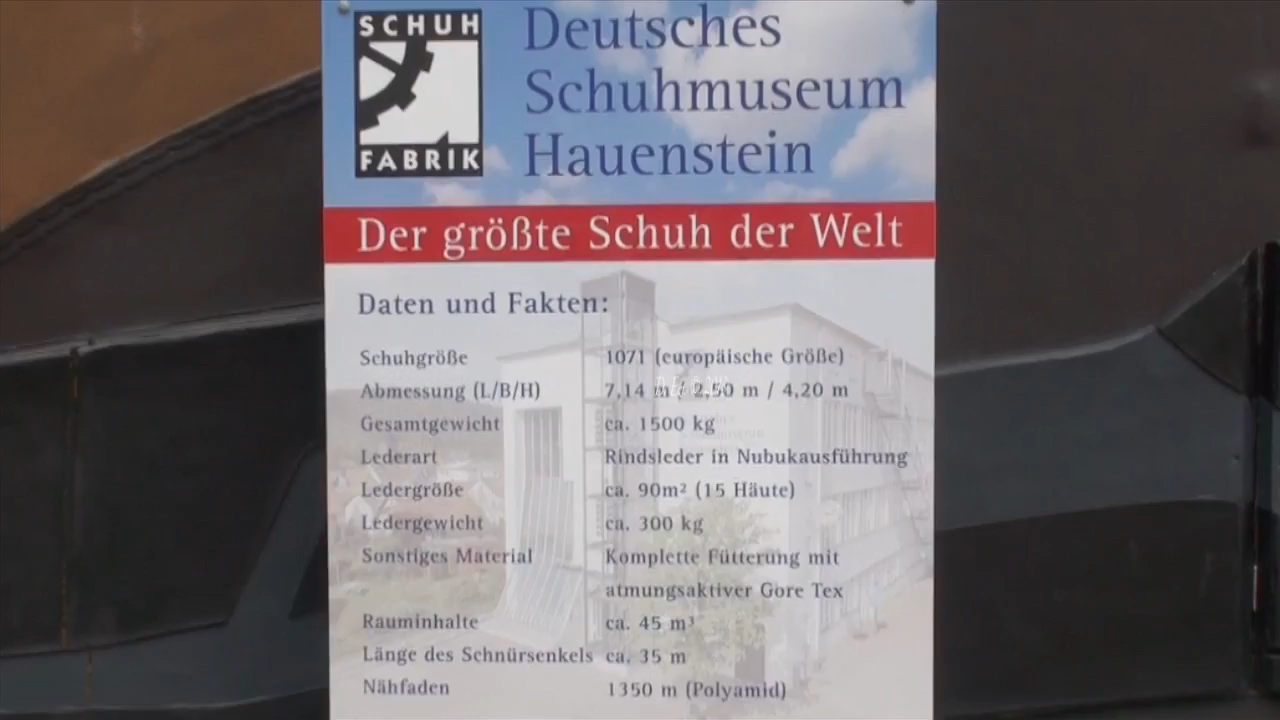 SCHUH
FABRIK
Deutsches
Schuhmuseum
Hauenstein
Der größte Schuh der Welt
Daten und Fakten:
Schuhgröße 1071 (europäische Größe)
Abmessung (L/B/H) 7,14 m / 2,50 m / 4,20 m
Gesamtgewicht ca. 1500 kg
Lederart Rindsleder in Nubukausführung
Ledergröße ca. 90m² (15 Häute)
Ledergewicht ca. 300 kg
Sonstiges Material Komplette Fütterung mit
atmungsaktiver Gore Tex
Rauminhalte ca. 45 m³
Länge des Schnürsenkels ca. 35 m
Nähfaden 1350 m (Polyamid)